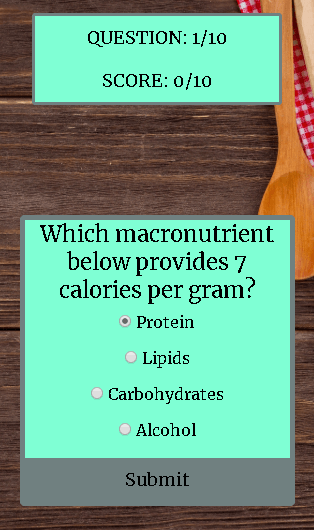 QUESTION: 1/10
SCORE: 0/10
Which macronutrient
below provides 7
calories per gram?
Protein
Lipids
Carbohydrates
Alcohol
Submit